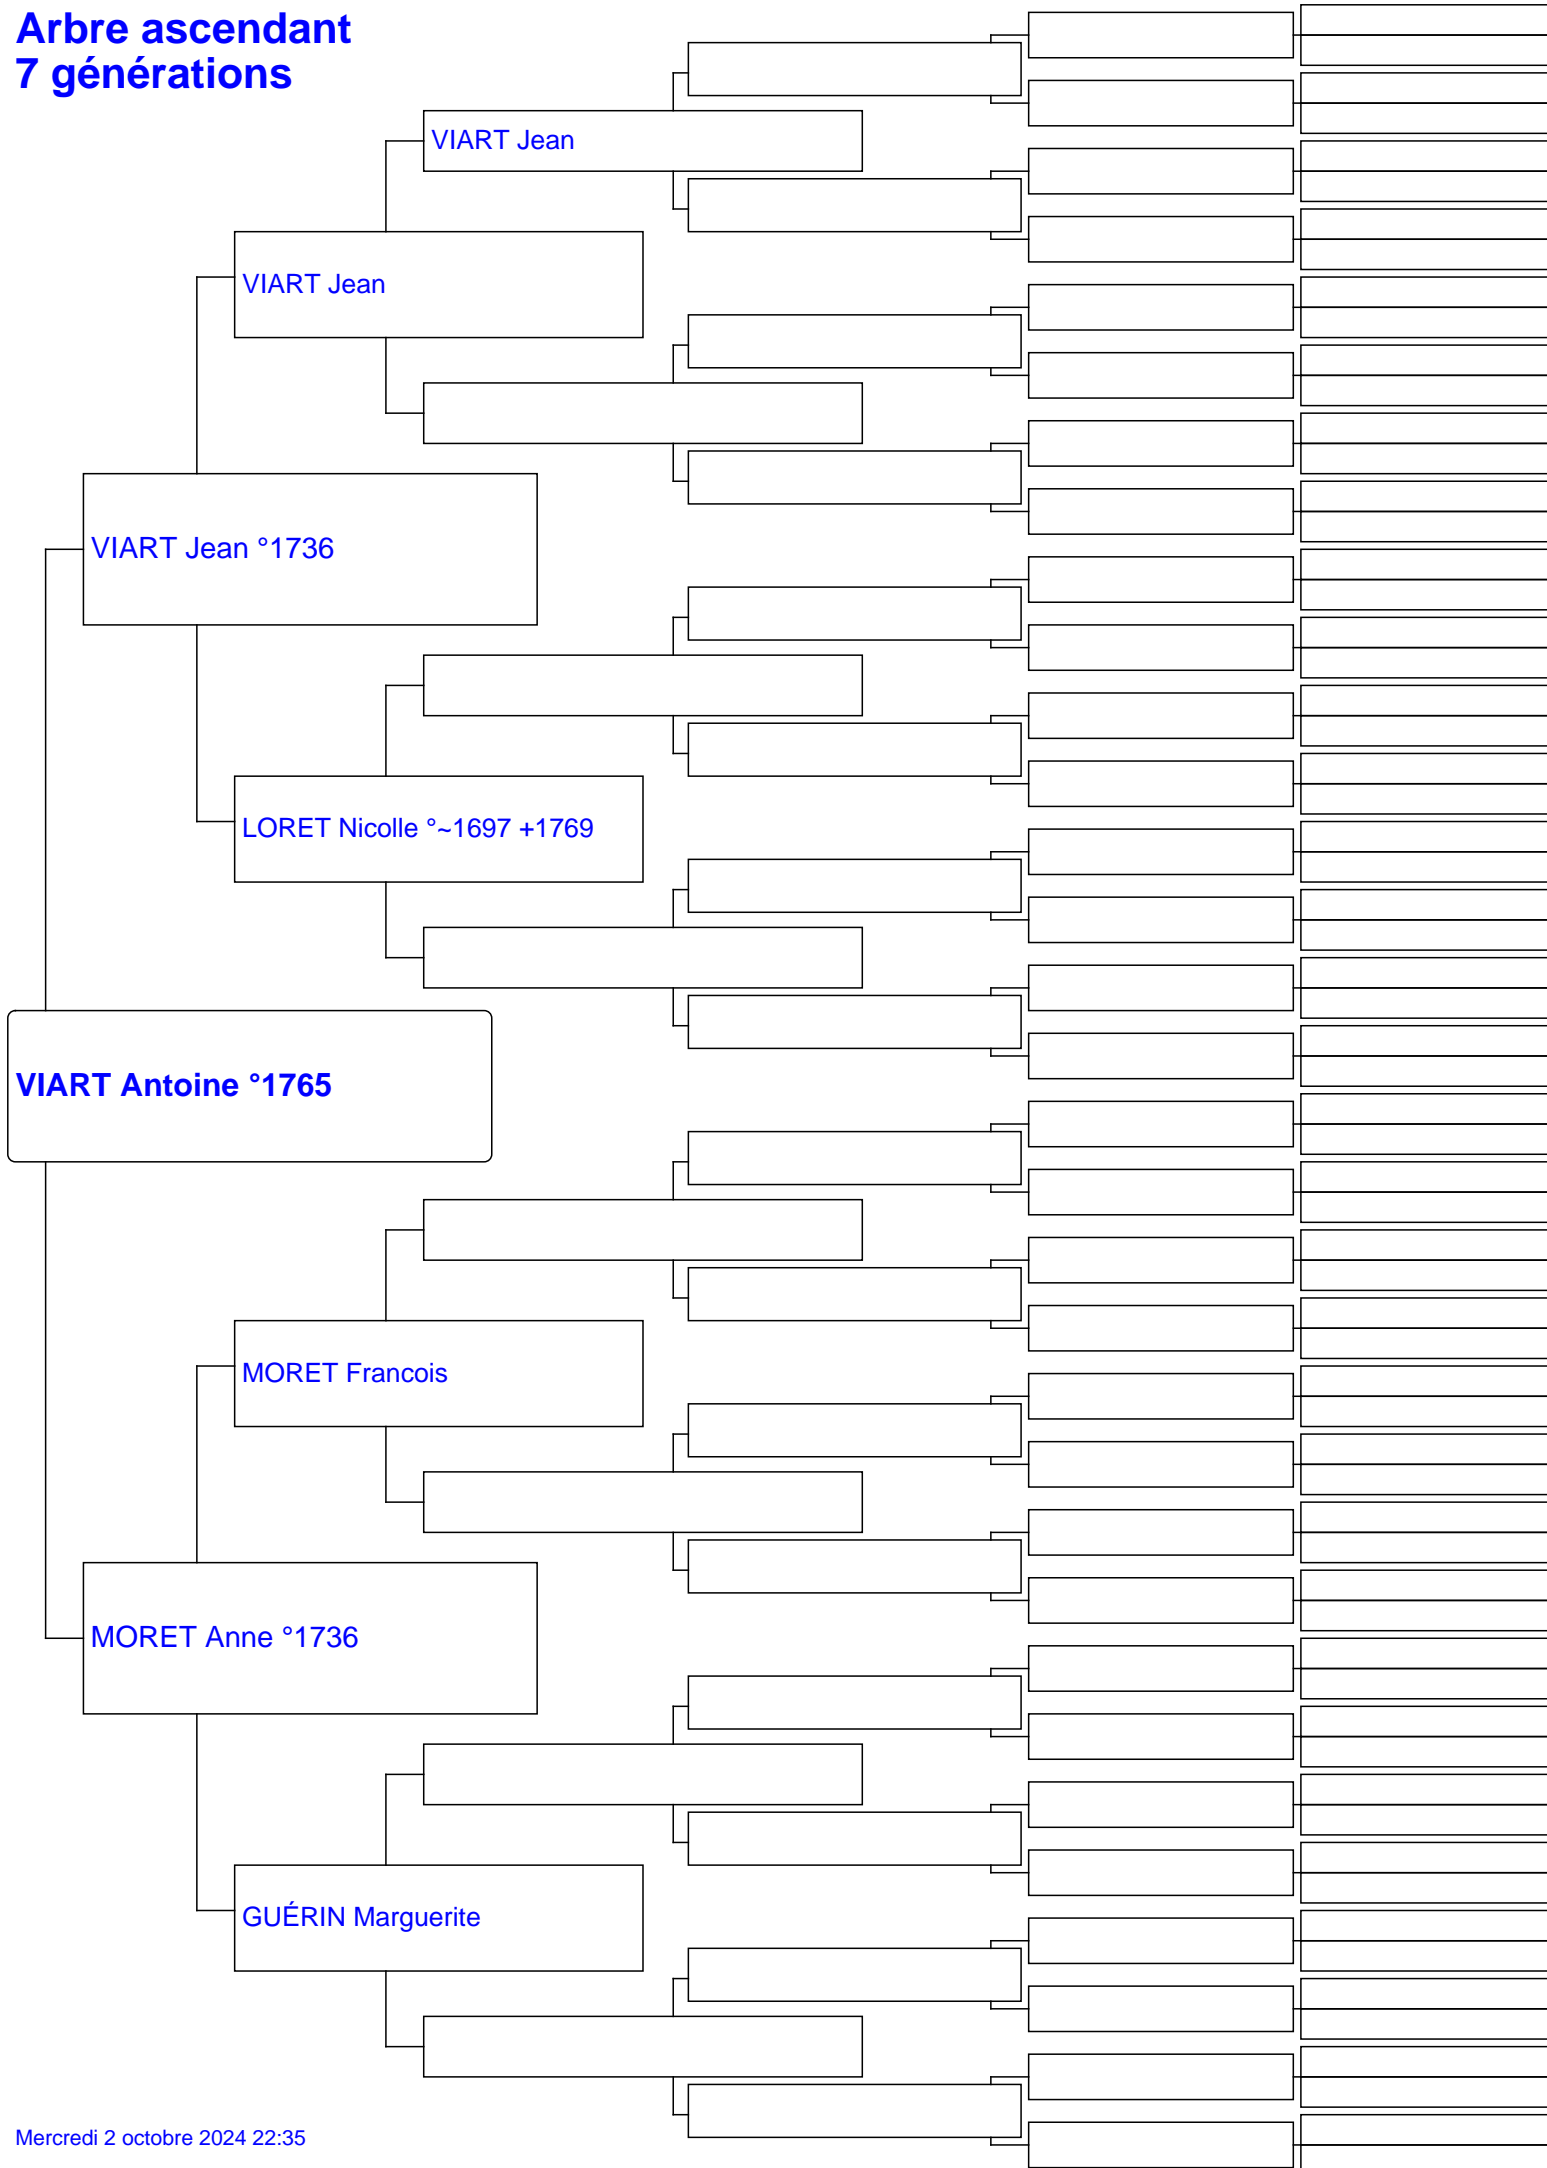 Arbre ascendant
7 générations
VIART Jean
VIART Jean
VIART Jean °1736
LORET Nicolle °~1697 +1769
VIART Antoine °1765
MORET Francois
MORET Anne °1736
GUÉRIN Marguerite
Mercredi 2 octobre 2024 22:35